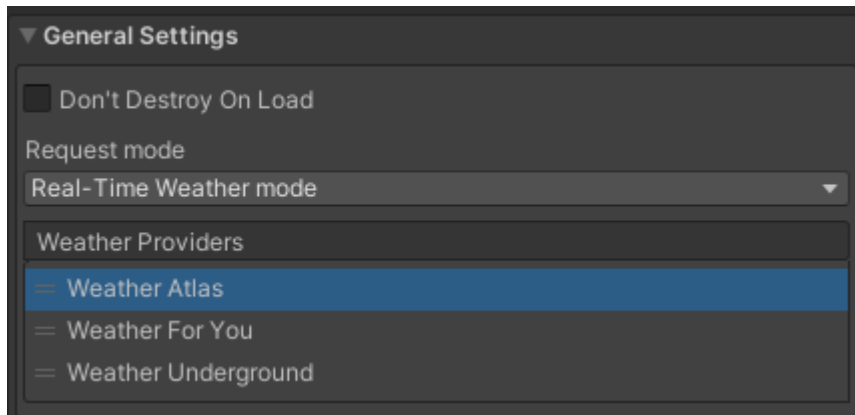 General Settings
Don't Destroy On Load
Request mode
Real-Time Weather mode
Weather Providers
Weather Atlas
Weather For You
Weather Underground